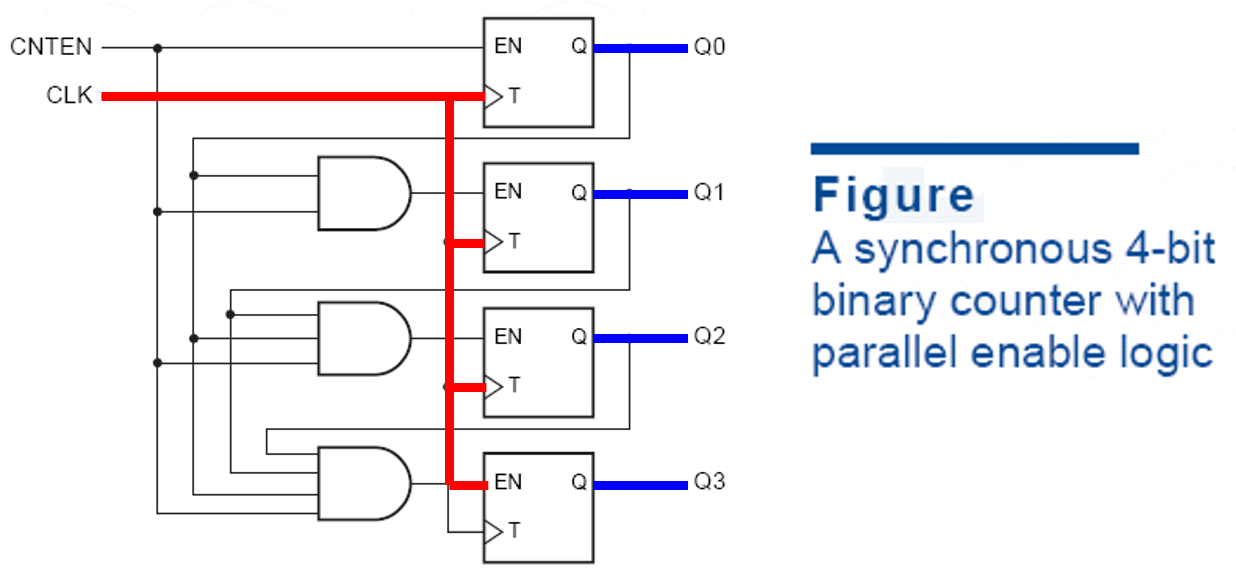 CNTEN
EN
Q
Q0
CLK
T
EN
Q
Q1
T
EN
Q
Q2
T
EN
Q
Q3
T
Figure
A synchronous 4-bit
binary counter with
parallel enable logic